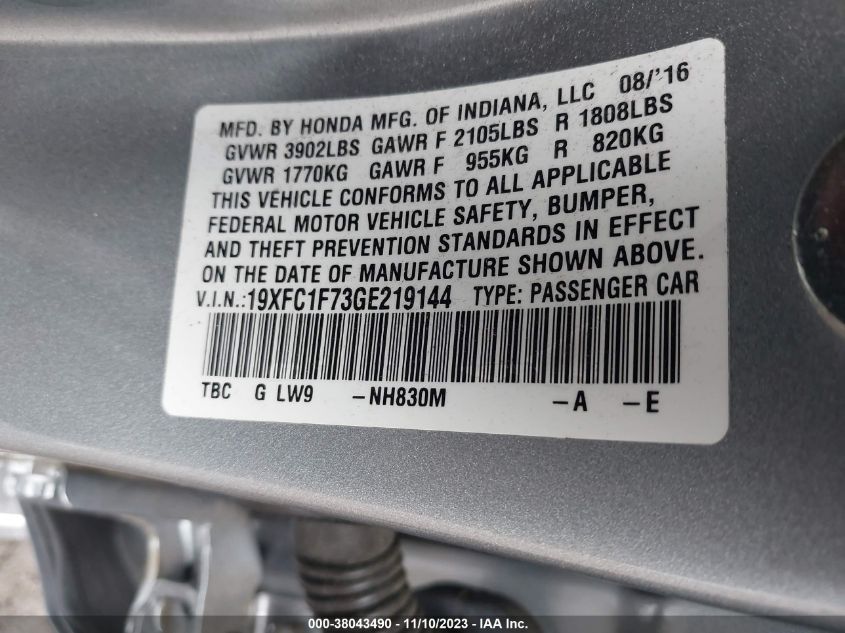 MFD. BY HONDA MFG. OF INDIANA, LLC 08/'16
GVWR 3902LBS GAWR F 2105LBS R 1808LBS
GVWR 1770KG GAWR F 955KG R 820KG
THIS VEHICLE CONFORMS TO ALL APPLICABLE
FEDERAL MOTOR VEHICLE SAFETY, BUMPER,
AND THEFT PREVENTION STANDARDS IN EFFECT
ON THE DATE OF MANUFACTURE SHOWN ABOVE.
V.I.N.:19XFC1F73GE219144 TYPE: PASSENGER CAR
TBC G LW9 -NH830M -A -E
000-38043490 - 11/10/2023 - IAA Inc.